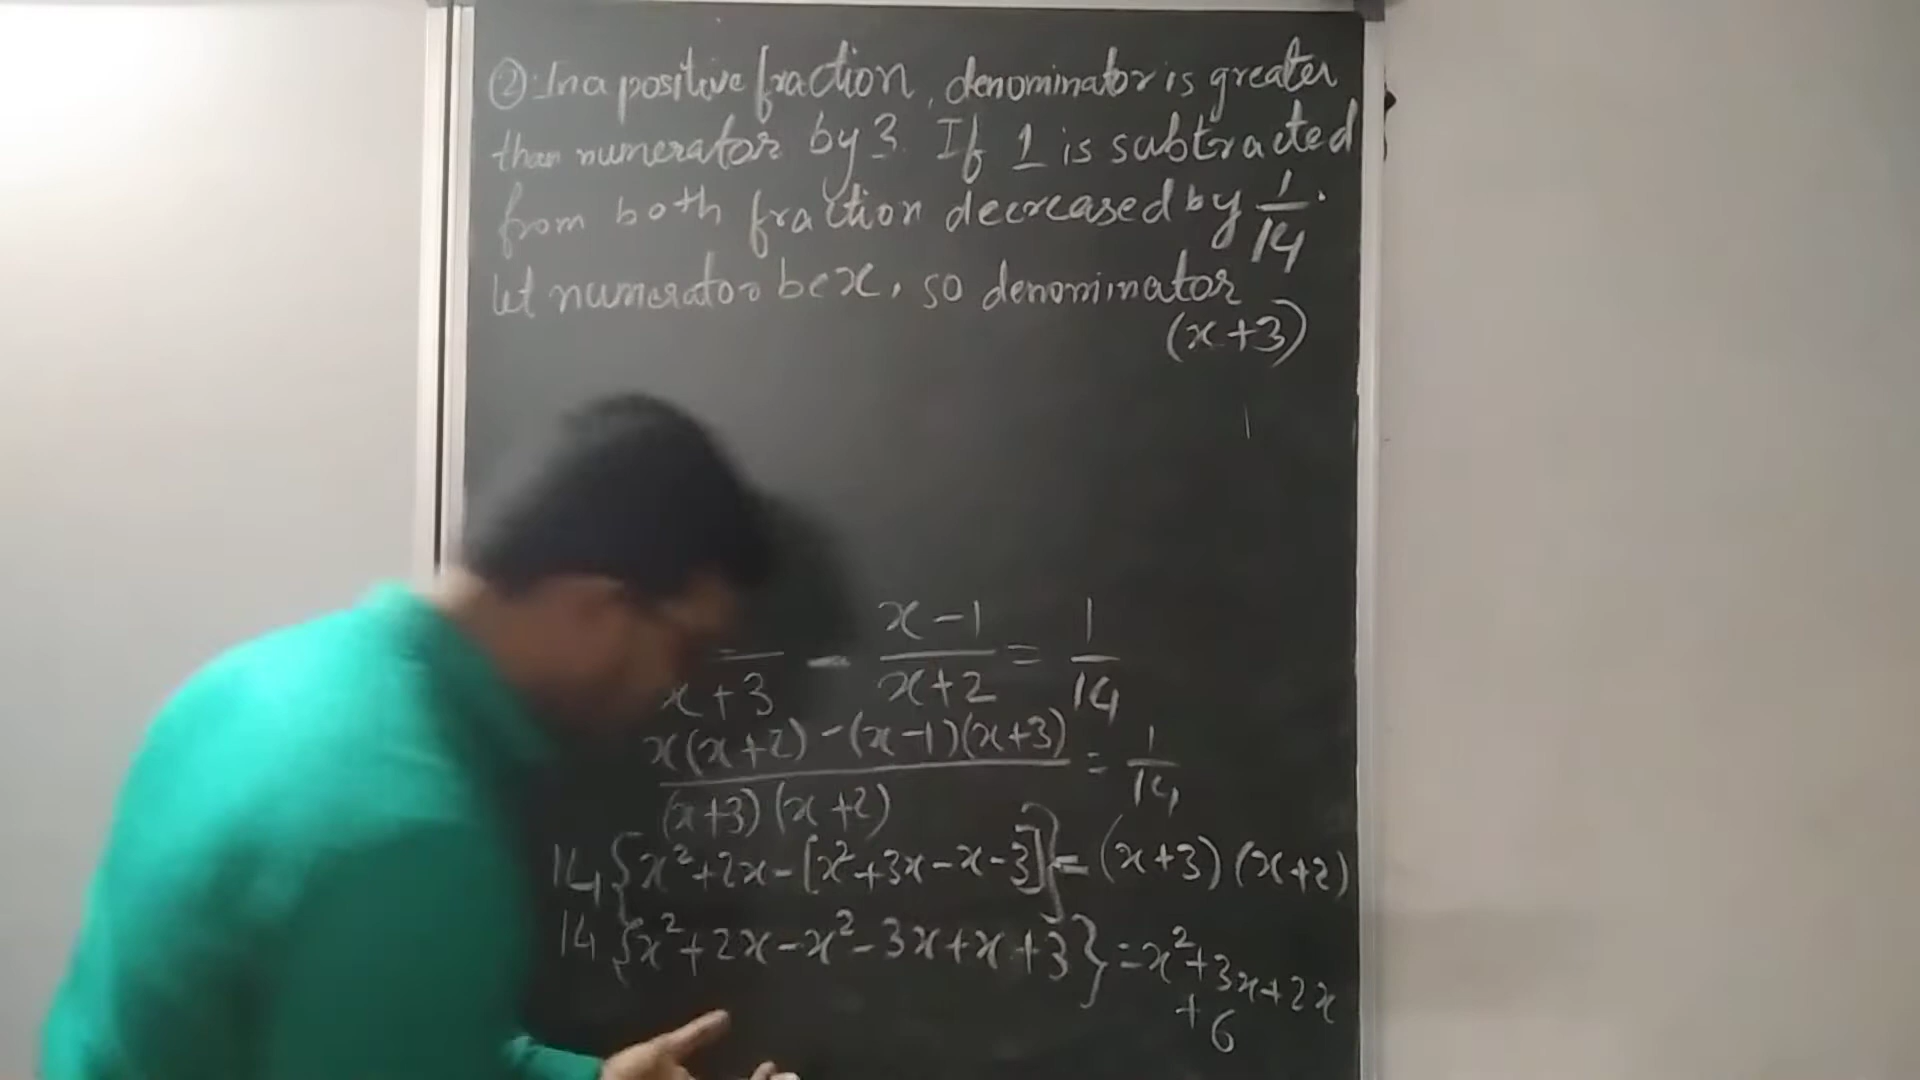 ② In a positive fraction, denominator is greater
than numerator by 3. If 1 is subtracted
from both fraction decreased by 1/14.
let numerator be x, so denominator
(x+3)
/x+3 - x-1/x+2 = 1/14
x(x+2) - (x-1)(x+3)/(x+3)(x+2) = 1/14
14{x²+2x-[x²+3x-x-3]} = (x+3)(x+2)
14{x²+2x-x²-3x+x+3} = x²+3x+2x
+6